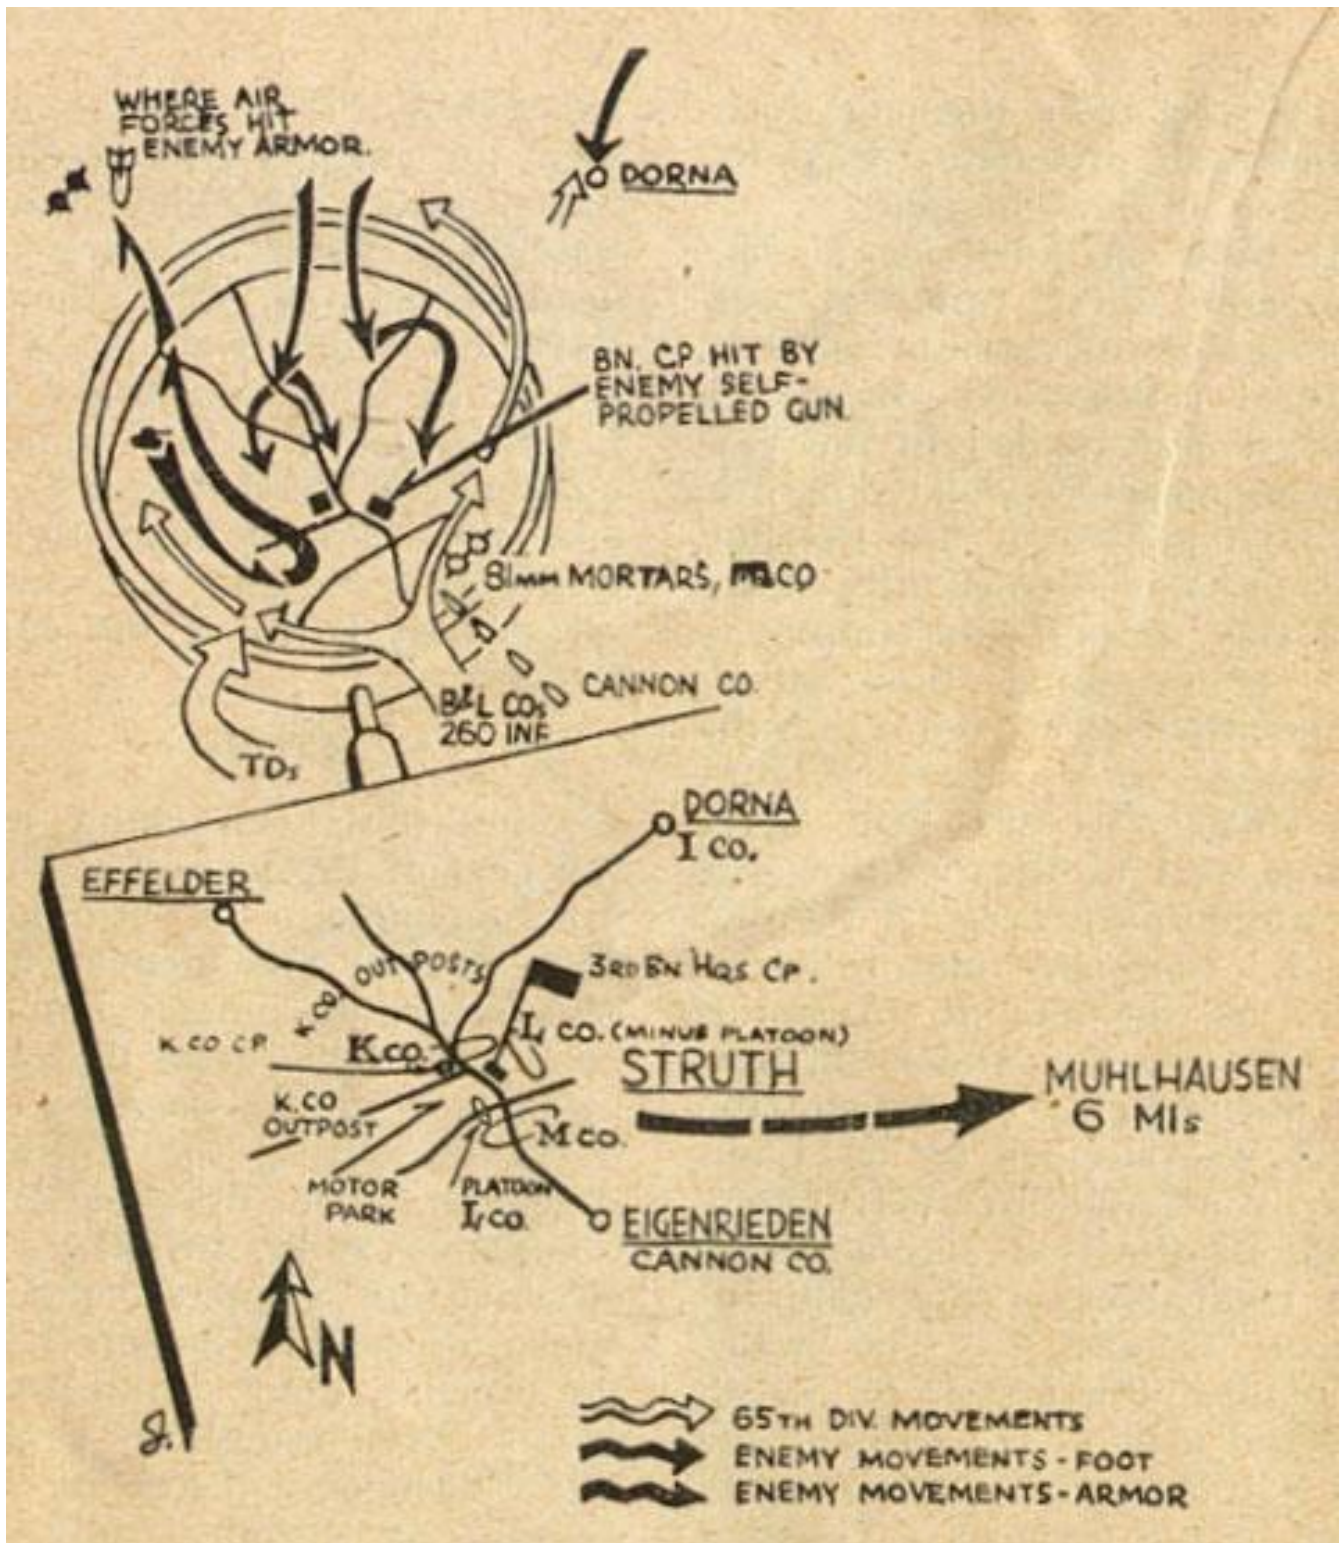 WHERE AIR
FORCES HIT
ENEMY ARMOR.
DORNA
BN. CP HIT BY
ENEMY SELF-
PROPELLED GUN.
81MM MORTARS, CO
CANNON CO.
B&L COs
260 INF
TDs
DORNA
I CO.
EFFELDER
K CO. OUT POSTS
3RD BN HQS CP.
L CO. (MINUS PLATOON)
K CO CP.
K CO.
STRUTH
MUHLHAUSEN
6 MIs
K. CO
OUTPOST
M CO.
MOTOR
PARK
PLATOON
L CO.
EIGENRIEDEN
CANNON CO.
N
J.
65TH DIV. MOVEMENTS
ENEMY MOVEMENTS - FOOT
ENEMY MOVEMENTS - ARMOR